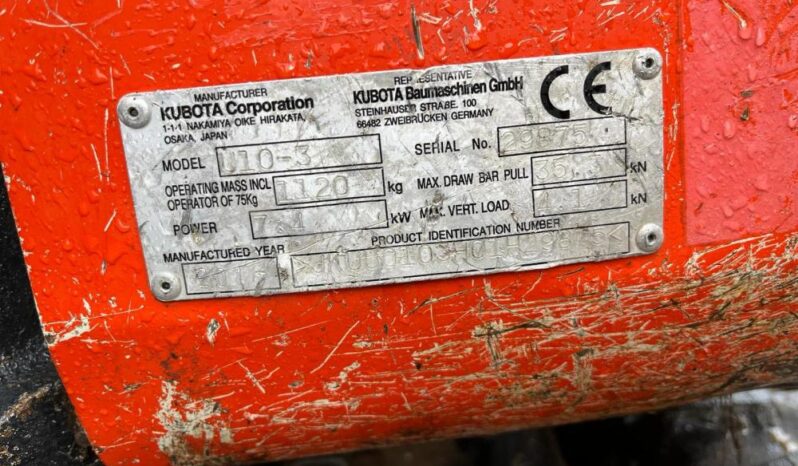 MANUFACTURER
KUBOTA Corporation
1-1-1 NAKAMIYA OIKE HIRAKATA,
OSAKA, JAPAN
REPRESENTATIVE
KUBOTA Baumaschinen GmbH
STEINHAUSER STRAßE. 100
66482 ZWEIBRÜCKEN GERMANY
CE
MODEL U10-3
SERIAL No.
OPERATING MASS INCL
OPERATOR OF 75Kg 1120 kg
MAX. DRAW BAR PULL kN
POWER kW
MAX. VERT. LOAD kN
MANUFACTURED YEAR
PRODUCT IDENTIFICATION NUMBER